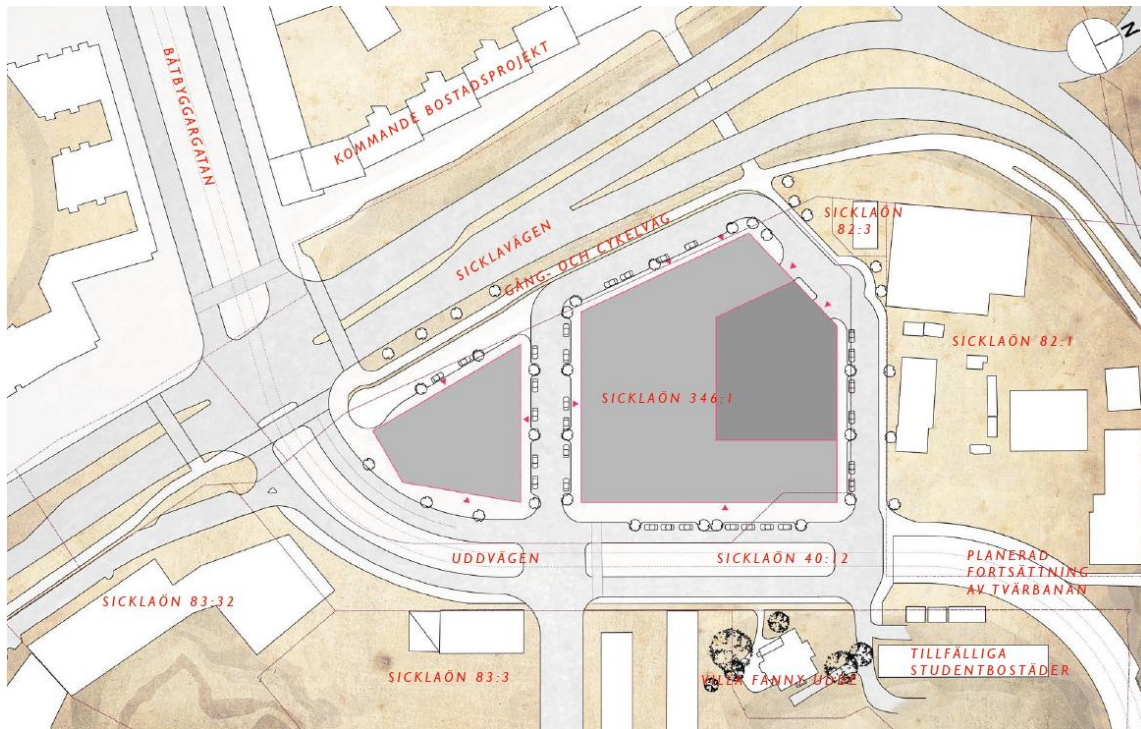 N
BÅTBYGGARGATAN
KOMMANDE BOSTADSPROJEKT
SICKLAVÄGEN
GÅNG- OCH CYKELVÄG
SICKLAÖN
82:3
SICKLAÖN 82:1
SICKLAÖN 346:1
UDDVÄGEN
SICKLAÖN 40:12
PLANERAD
FORTSÄTTNING
AV TVÄRBANAN
SICKLAÖN 83:32
SICKLAÖN 83:3
VILLA FANNY UDDE
TILLFÄLLIGA
STUDENTBOSTÄDER